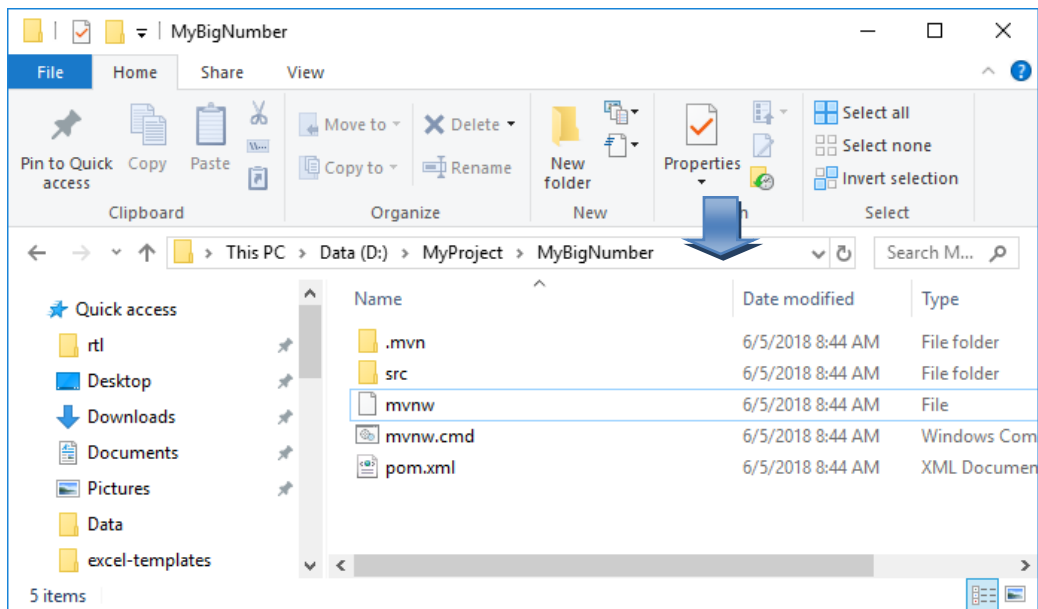 MyBigNumber
File Home Share View
Pin to Quick access
Copy
Paste
Clipboard
Move to
Copy to
Delete
Rename
Organize
New folder
New
Properties
n
Select all
Select none
Invert selection
Select
This PC > Data (D:) > MyProject > MyBigNumber
Search M...
Quick access
rtl
Desktop
Downloads
Documents
Pictures
Data
excel-templates
Name Date modified Type
.mvn 6/5/2018 8:44 AM File folder
src 6/5/2018 8:44 AM File folder
mvnw 6/5/2018 8:44 AM File
mvnw.cmd 6/5/2018 8:44 AM Windows Com
pom.xml 6/5/2018 8:44 AM XML Documen
5 items